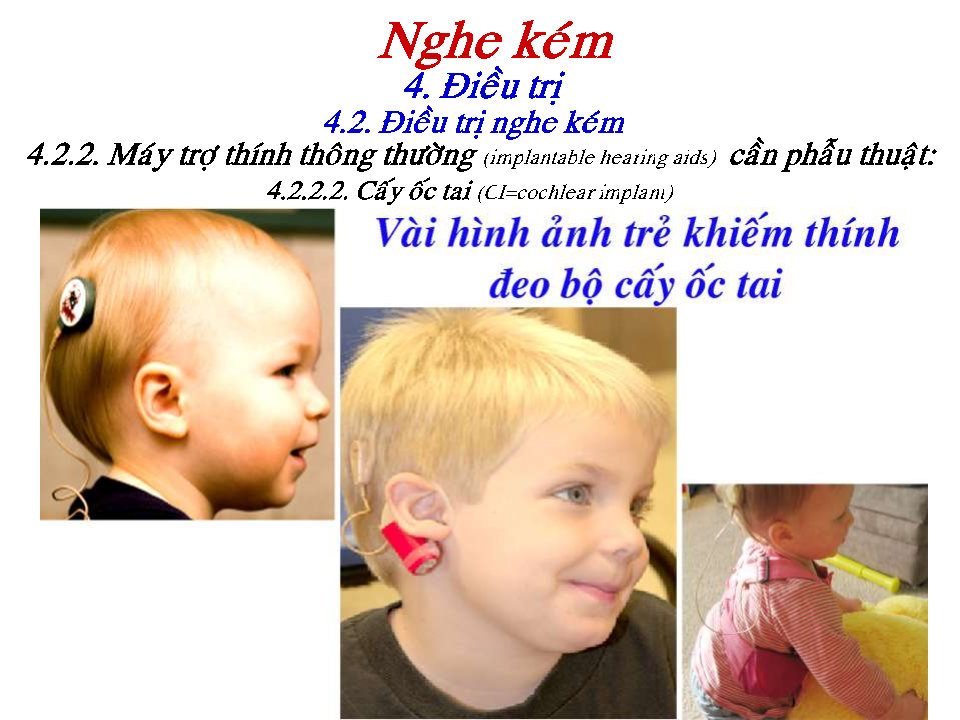 Nghe kém
4. Điều trị
4.2. Điều trị nghe kém
4.2.2. Máy trợ thính thông thường (implantable hearing aids) cần phẫu thuật:
4.2.2.2. Cấy ốc tai (CI=cochlear implant)
Vài hình ảnh trẻ khiếm thính
đeo bộ cấy ốc tai